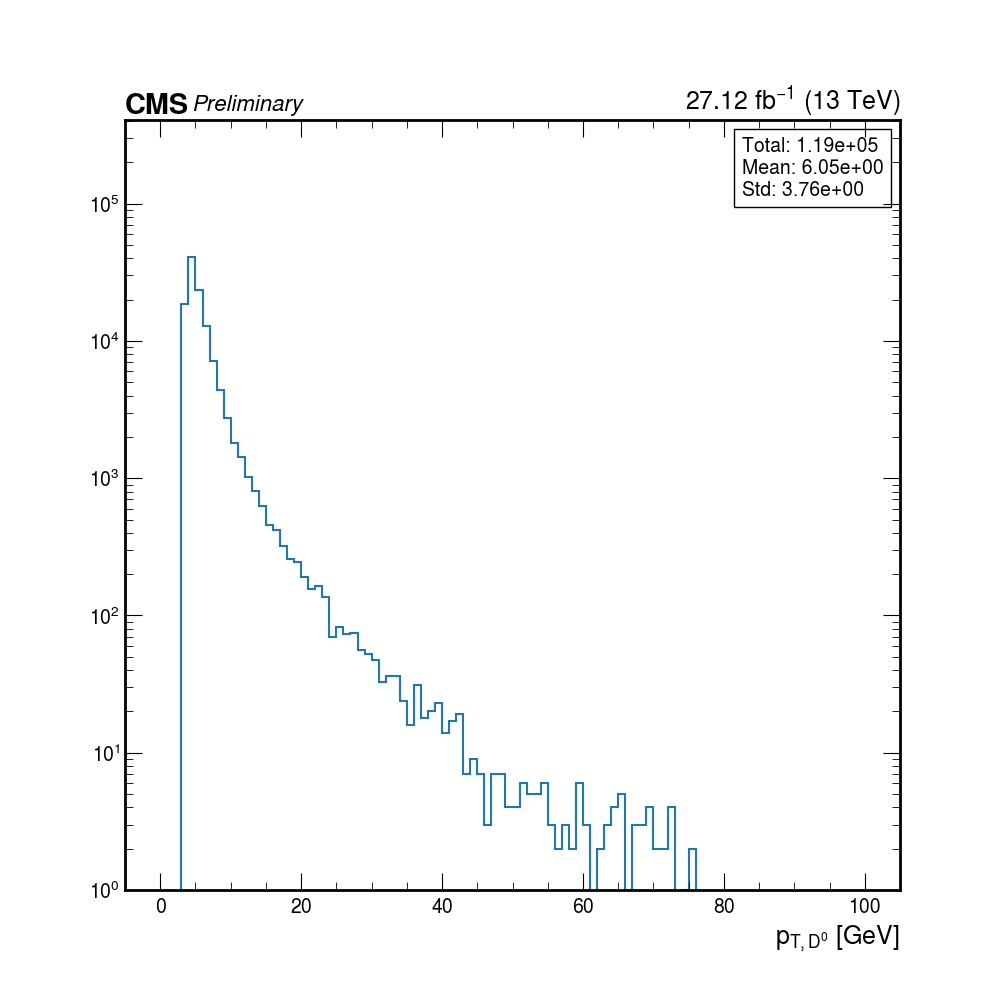 CMS Preliminary 27.12 fb⁻¹ (13 TeV)
Total: 1.19e+05
Mean: 6.05e+00
Std: 3.76e+00
10⁵
10⁴
10³
10²
10¹
10⁰
0 20 40 60 80 100
p_{T, D⁰} [GeV]